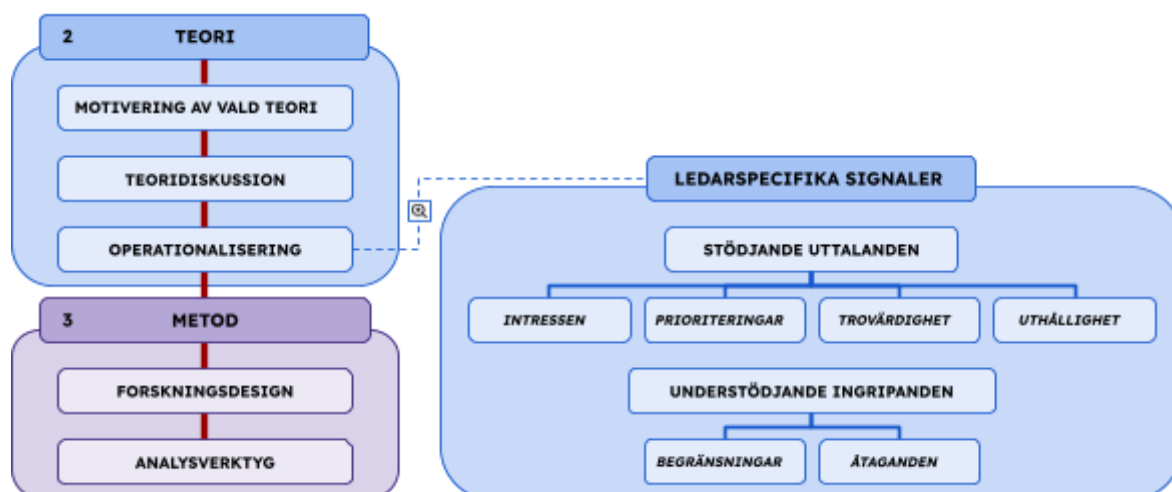 2 TEORI
MOTIVERING AV VALD TEORI
TEORIDISKUSSION
OPERATIONALISERING
3 METOD
FORSKNINGSDESIGN
ANALYSVERKTYG
LEDARSPECIFIKA SIGNALER
STÖDJANDE UTTALANDEN
INTRESSEN PRIORITERINGAR TROVÄRDIGHET UTHÅLLIGHET
UNDERSTÖDJANDE INGRIPANDEN
BEGRÄNSNINGAR ÅTAGANDEN